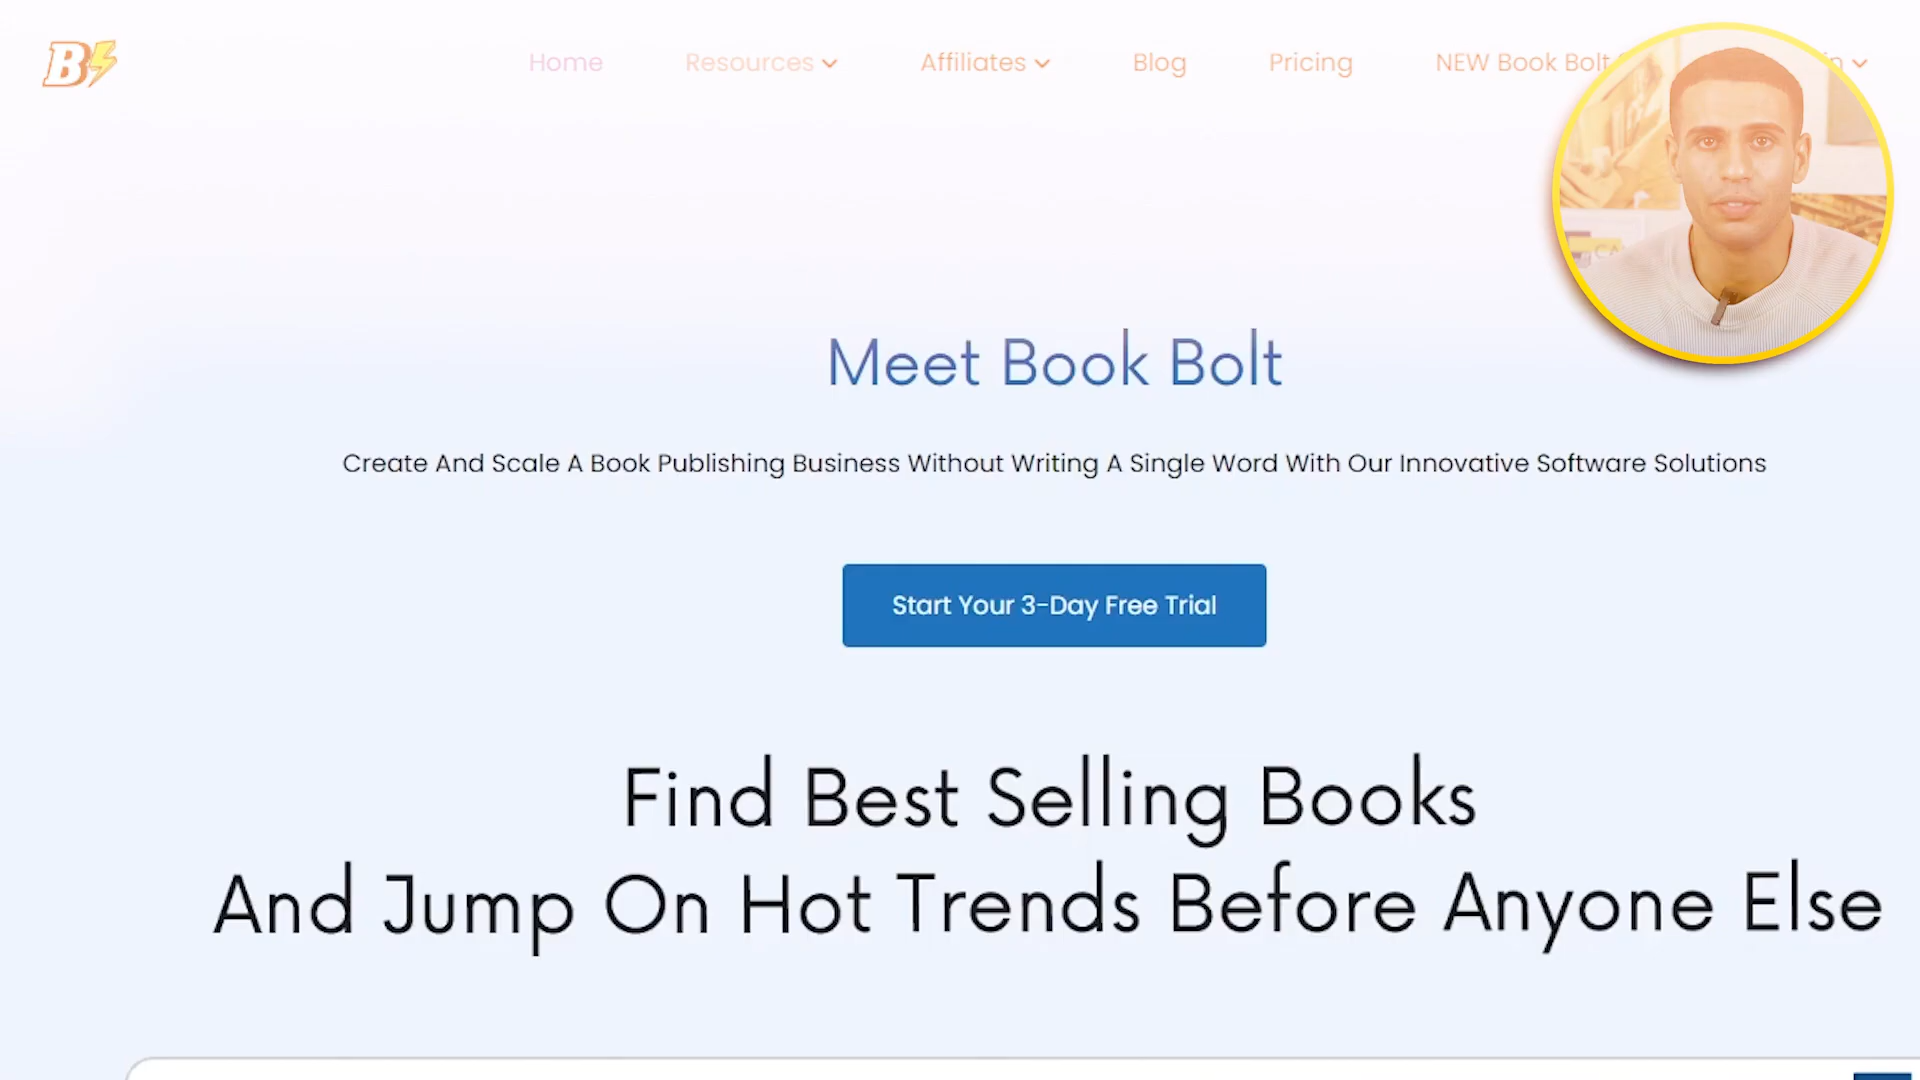 B
Home Resources Affiliates Blog Pricing NEW Book Bolt
Meet Book Bolt
Create And Scale A Book Publishing Business Without Writing A Single Word With Our Innovative Software Solutions
Start Your 3-Day Free Trial
Find Best Selling Books
And Jump On Hot Trends Before Anyone Else